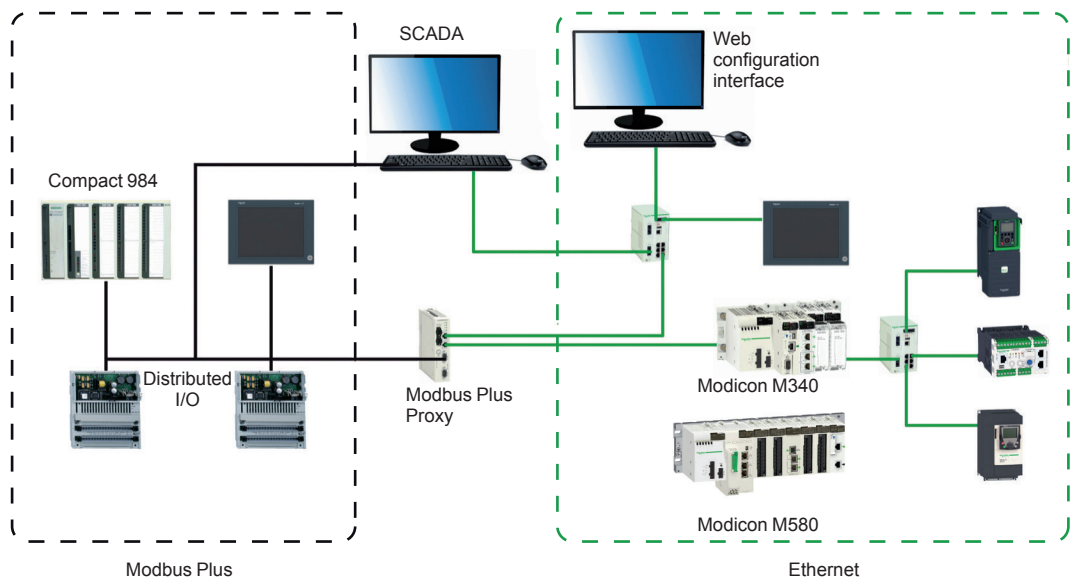 SCADA
Web
configuration
interface
Compact 984
Distributed
I/O
Modbus Plus
Proxy
Modicon M340
Modicon M580
Modbus Plus
Ethernet